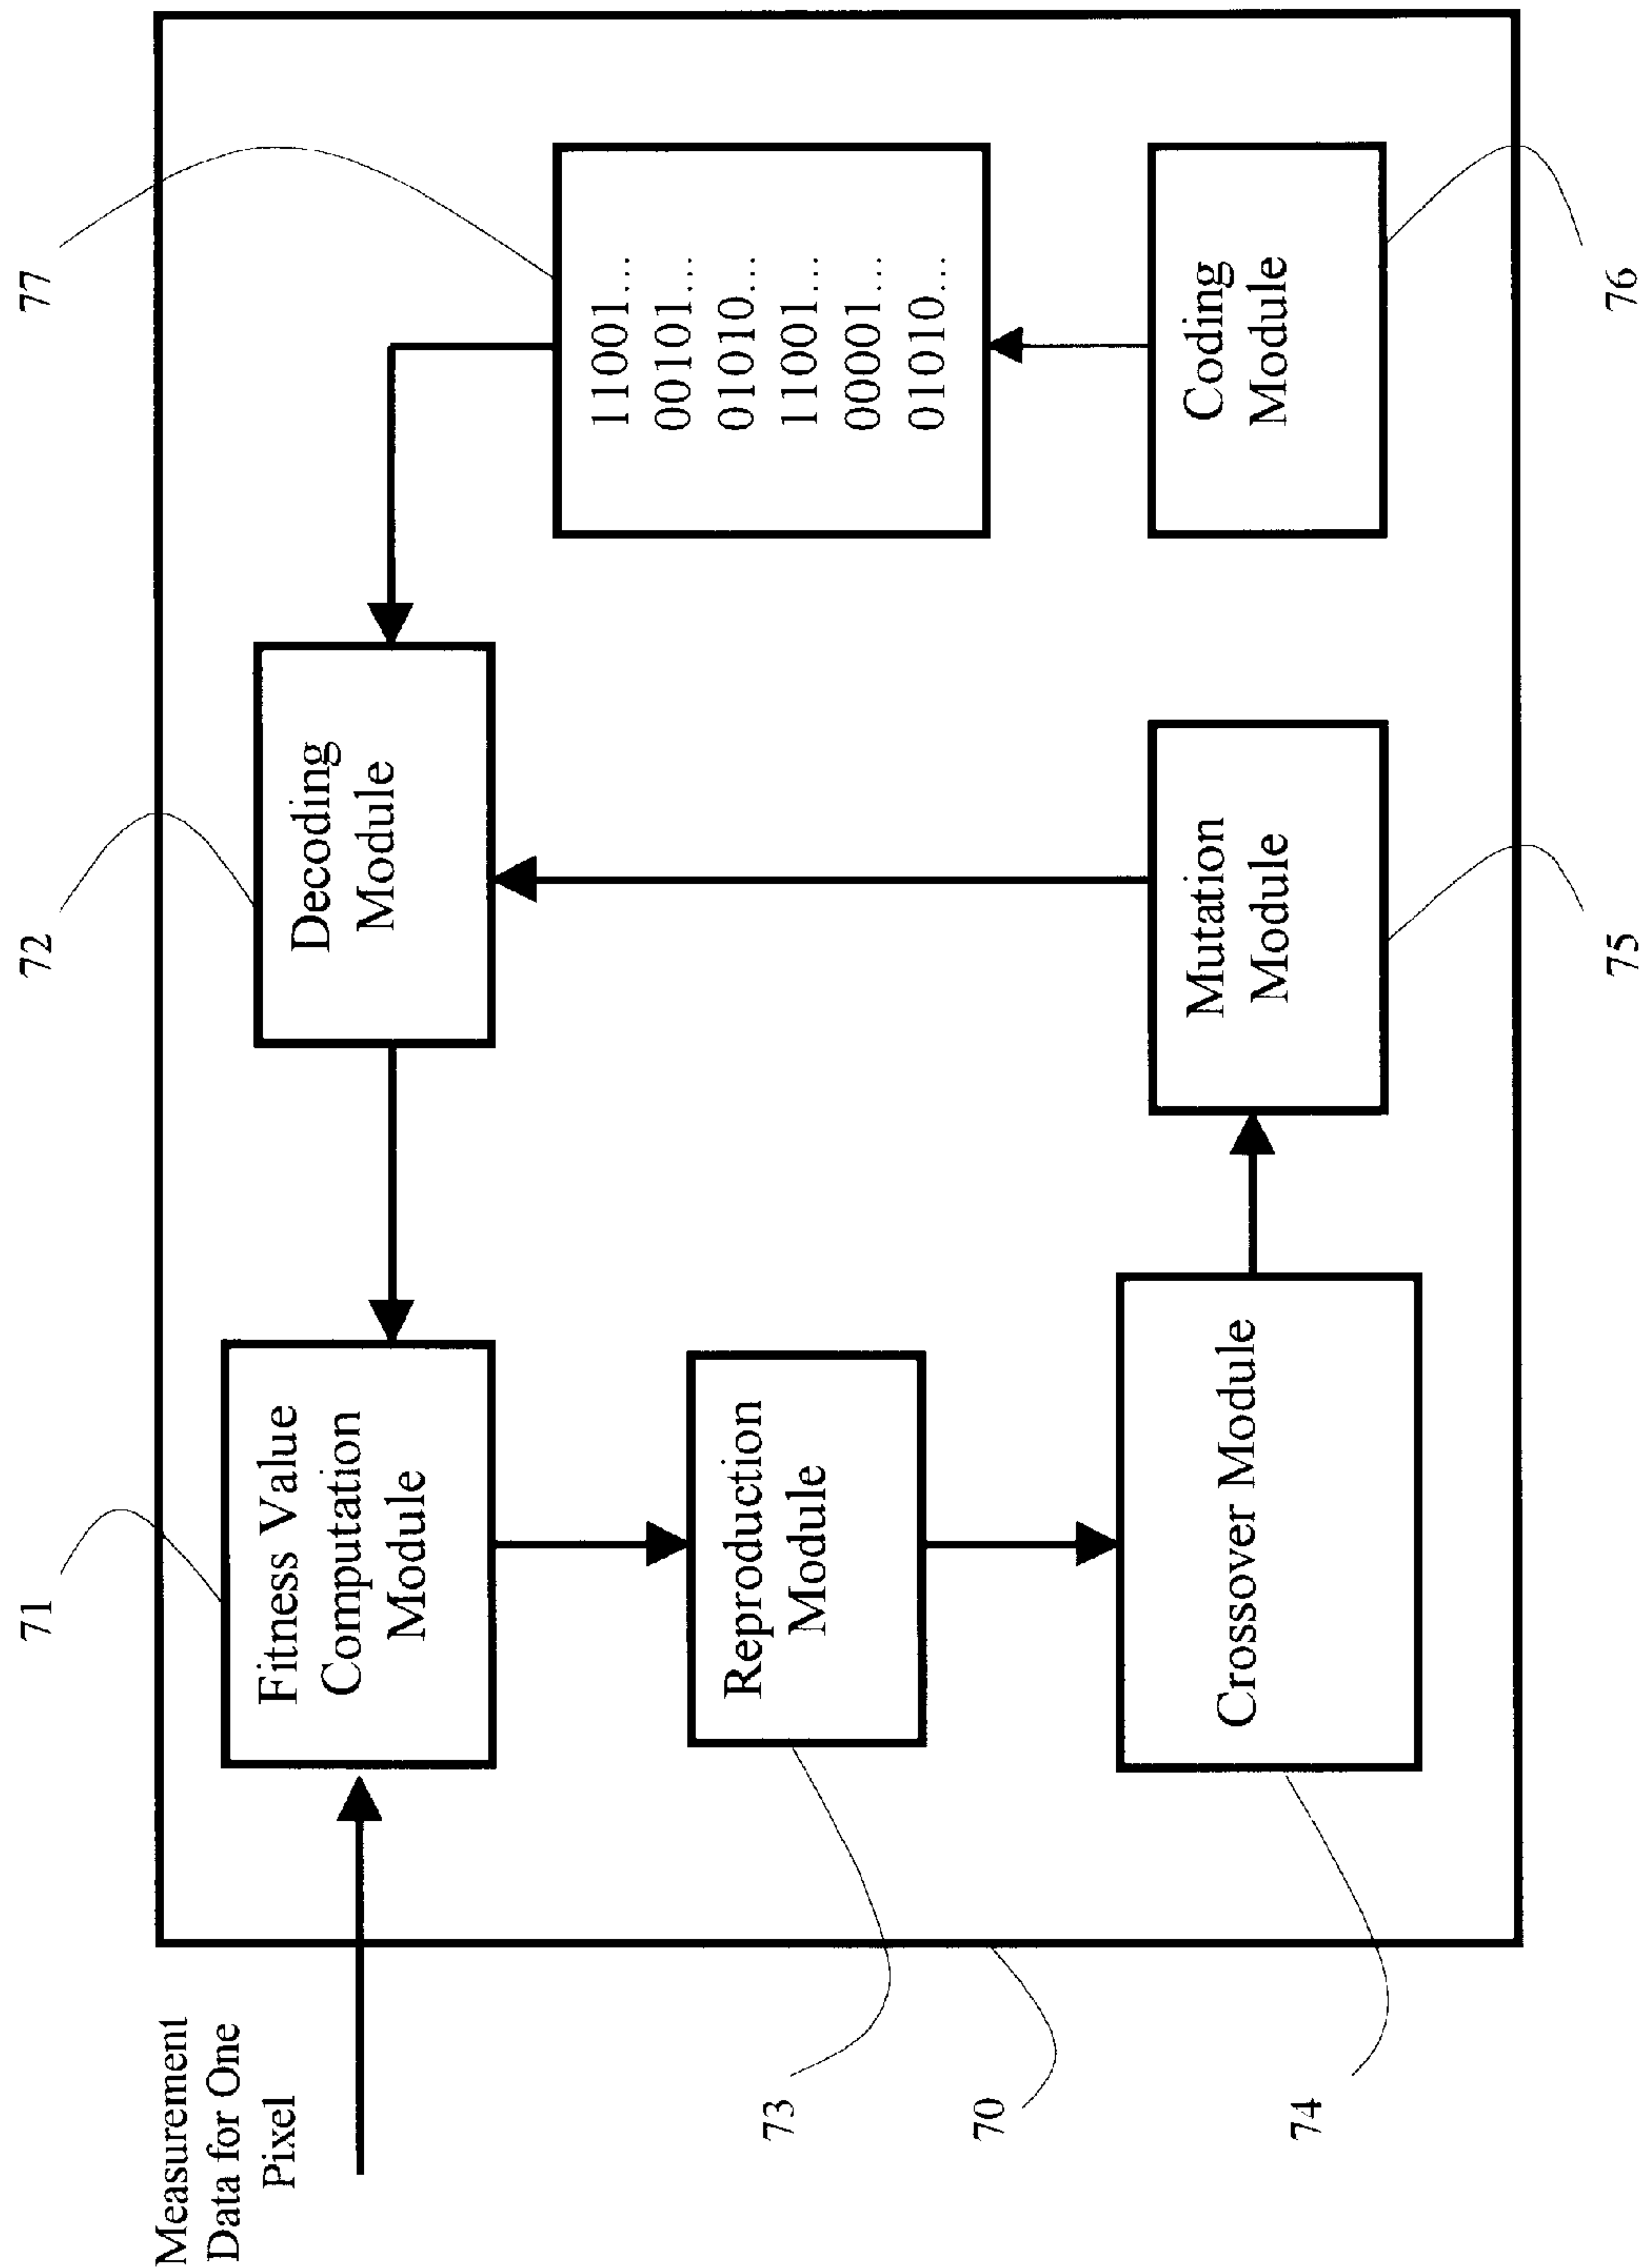 71
72
77
Measurement
Data for One
Pixel
Fitness Value
Computation
Module
Decoding
Module
11001...
00101...
01010...
11001...
00001...
01010...
Reproduction
Module
73
70
Crossover Module
Mutation
Module
Coding
Module
74
75
76